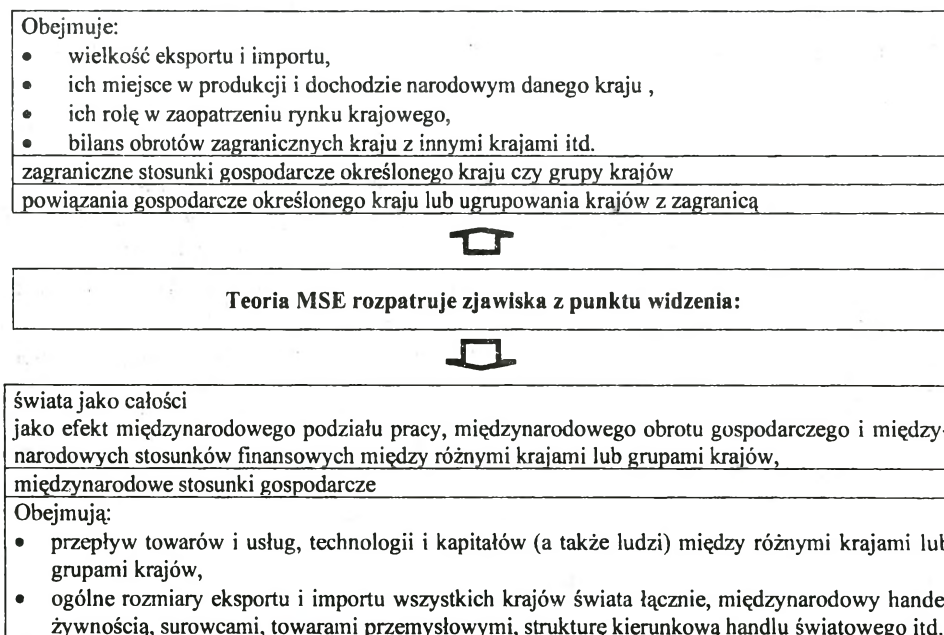 Obejmuje:
• wielkość eksportu i importu,
• ich miejsce w produkcji i dochodzie narodowym danego kraju ,
• ich rolę w zaopatrzeniu rynku krajowego,
• bilans obrotów zagranicznych kraju z innymi krajami itd.
zagraniczne stosunki gospodarcze określonego kraju czy grupy krajów
powiązania gospodarcze określonego kraju lub ugrupowania krajów z zagranicą
Teoria MSE rozpatruje zjawiska z punktu widzenia:
świata jako całości
jako efekt międzynarodowego podziału pracy, międzynarodowego obrotu gospodarczego i między-
narodowych stosunków finansowych między różnymi krajami lub grupami krajów,
międzynarodowe stosunki gospodarcze
Obejmują:
• przepływ towarów i usług, technologii i kapitałów (a także ludzi) między różnymi krajami lub
grupami krajów,
• ogólne rozmiary eksportu i importu wszystkich krajów świata łącznie, międzynarodowy hande
żywnością, surowcami, towarami przemysłowymi, strukturę kierunkową handlu światowego itd.